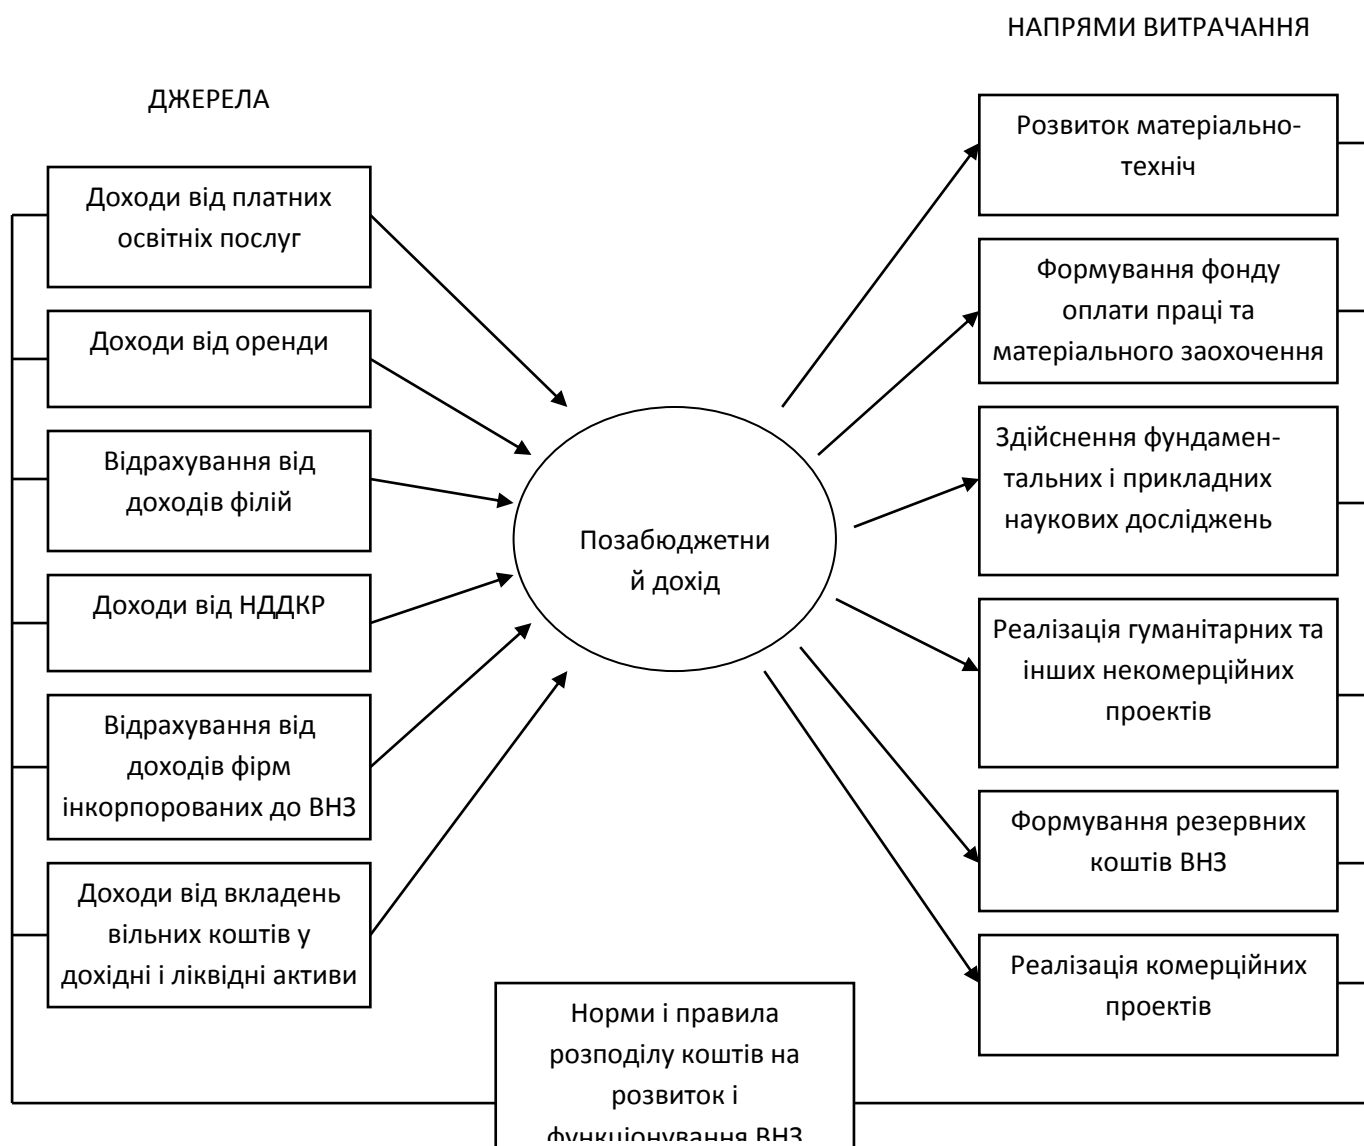 НАПРЯМИ ВИТРАЧАННЯ
ДЖЕРЕЛА
Доходи від платних
освітніх послуг
Доходи від оренди
Відрахування від
доходів філій
Доходи від НДДКР
Відрахування від
доходів фірм
інкорпорованих до ВНЗ
Доходи від вкладень
вільних коштів у
дохідні і ліквідні активи
Позабюджетни
й дохід
Розвиток матеріально-
техніч
Формування фонду
оплати праці та
матеріального заохочення
Здійснення фундамен-
тальних і прикладних
наукових досліджень
Реалізація гуманітарних та
інших некомерційних
проектів
Формування резервних
коштів ВНЗ
Реалізація комерційних
проектів
Норми і правила
розподілу коштів на
розвиток і
функціонування ВНЗ